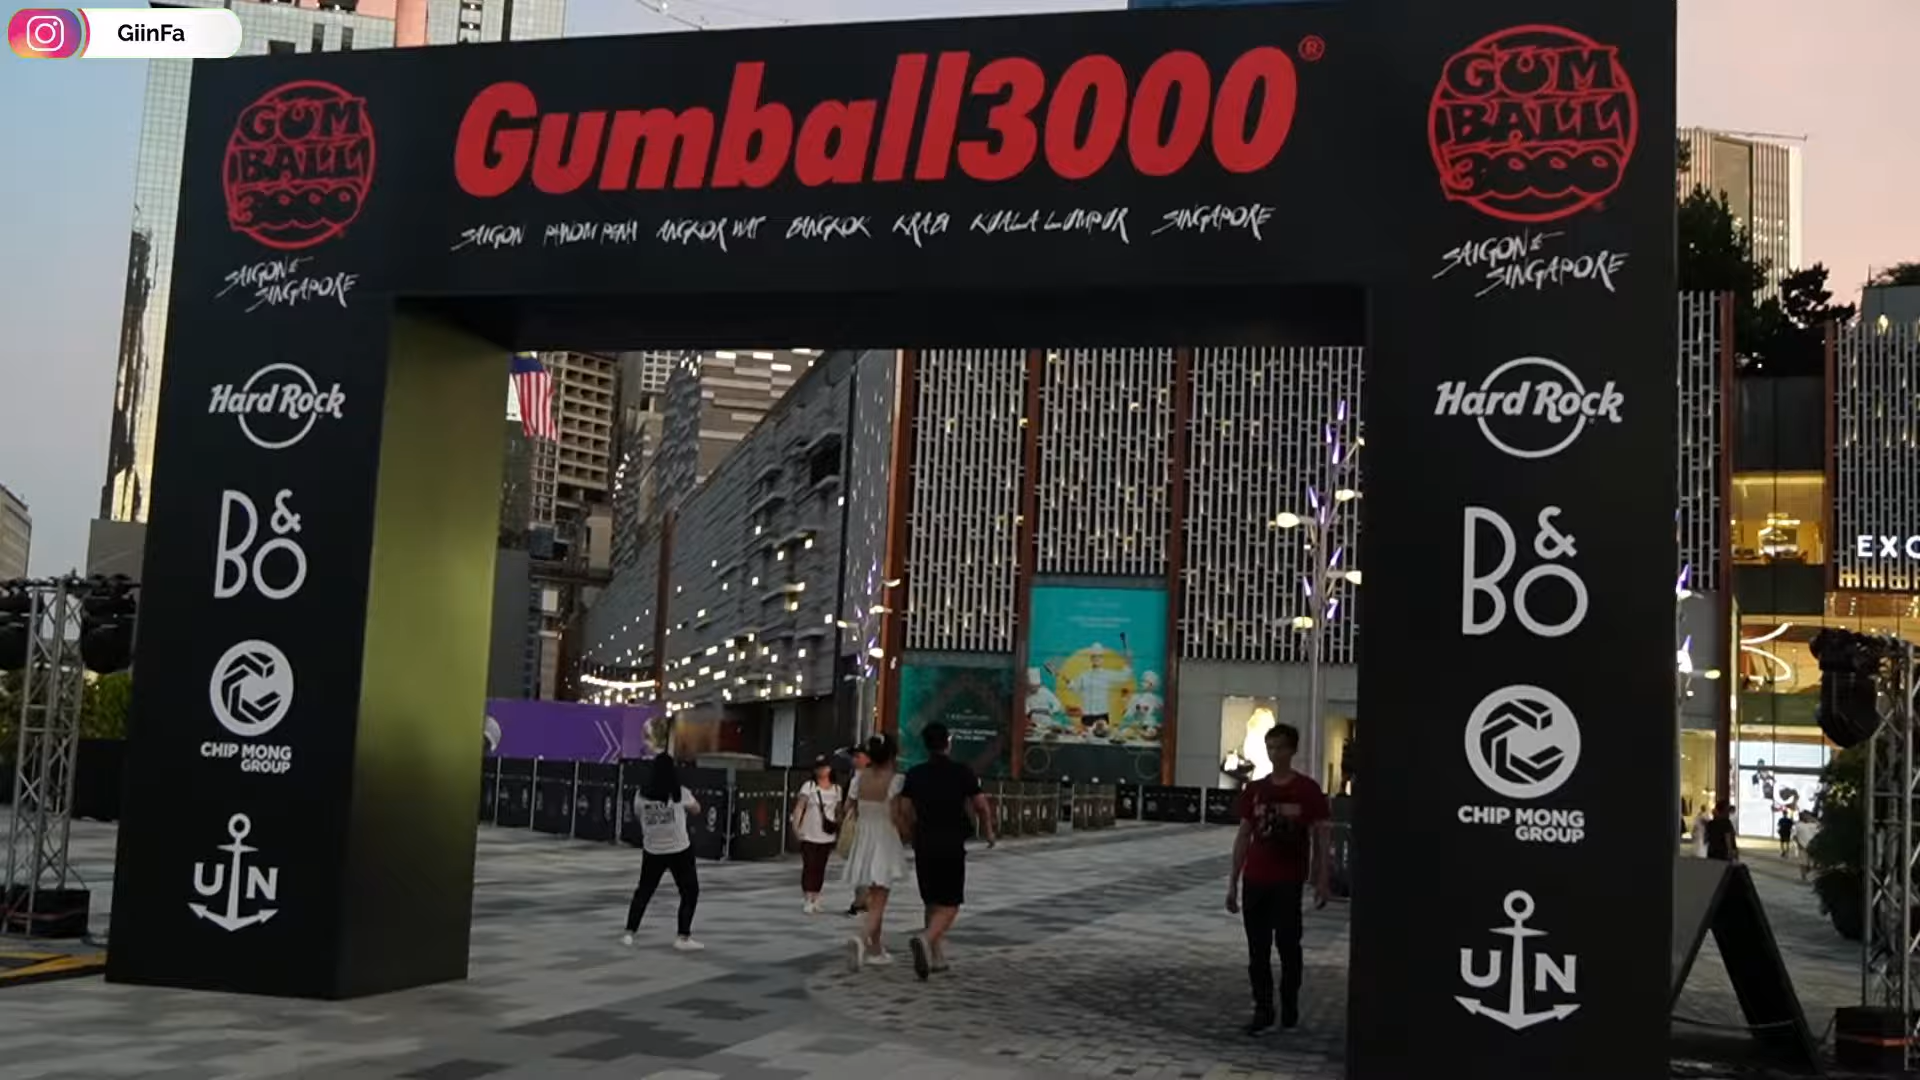 GiinFa
Gumball3000®
SAIGON PHNOM PENH ANGKOR WAT BANGKOK KRABI KUALA LUMPUR SINGAPORE
GUM
BALL
3000
SAIGON
SINGAPORE
Hard Rock
B&O
CHIP MONG
GROUP
UN
GUM
BALL
3000
SAIGON
SINGAPORE
Hard Rock
B&O
CHIP MONG
GROUP
UN